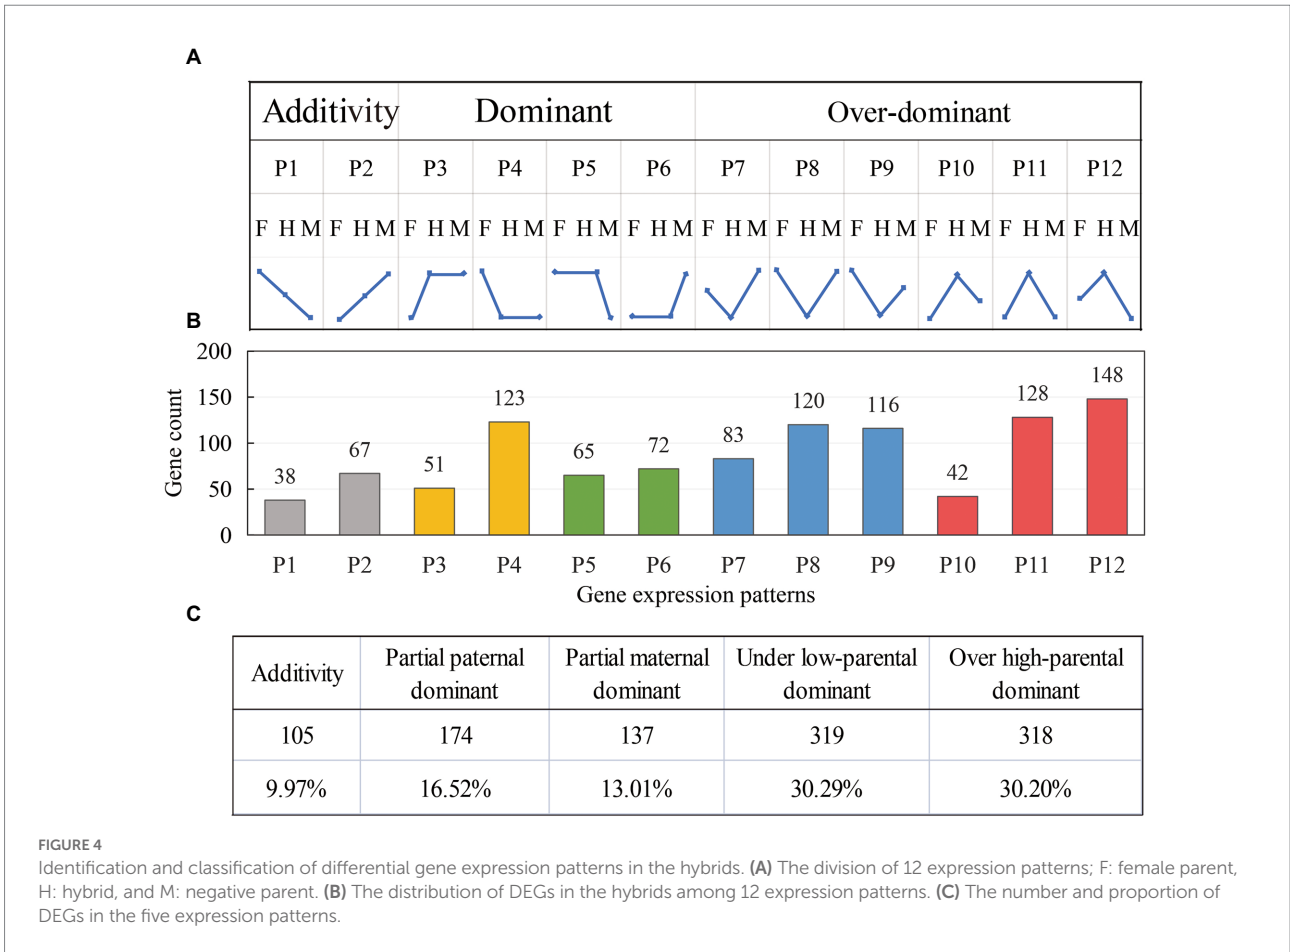 A
Additivity Dominant Over-dominant
P1 P2 P3 P4 P5 P6 P7 P8 P9 P10 P11 P12
F H M F H M F H M F H M F H M F H M F H M F H M F H M F H M F H M F H M
B
200
150
100
50
0
Gene count
38 67 51 123 65 72 83 120 116 42 128 148
P1 P2 P3 P4 P5 P6 P7 P8 P9 P10 P11 P12
Gene expression patterns
C
Additivity Partial paternal dominant Partial maternal dominant Under low-parental dominant Over high-parental dominant
105 174 137 319 318
9.97% 16.52% 13.01% 30.29% 30.20%
FIGURE 4
Identification and classification of differential gene expression patterns in the hybrids. (A) The division of 12 expression patterns; F: female parent,
H: hybrid, and M: negative parent. (B) The distribution of DEGs in the hybrids among 12 expression patterns. (C) The number and proportion of
DEGs in the five expression patterns.